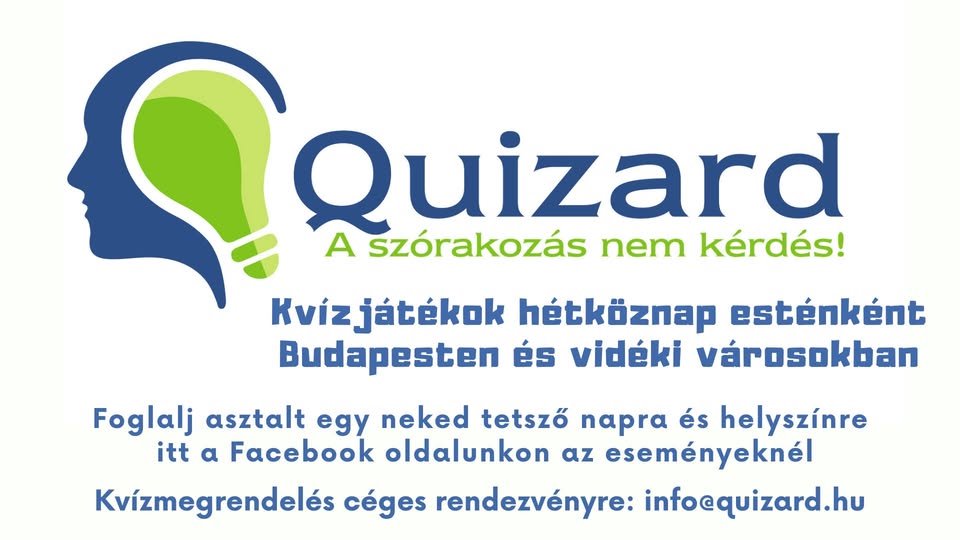 Quizard
A szórakozás nem kérdés!
Kvízjátékok hétköznap esténként
Budapesten és vidéki városokban
Foglalj asztalt egy neked tetsző napra és helyszínre
itt a Facebook oldalunkon az eseményeknél
Kvízmegrendelés céges rendezvényre: info@quizard.hu